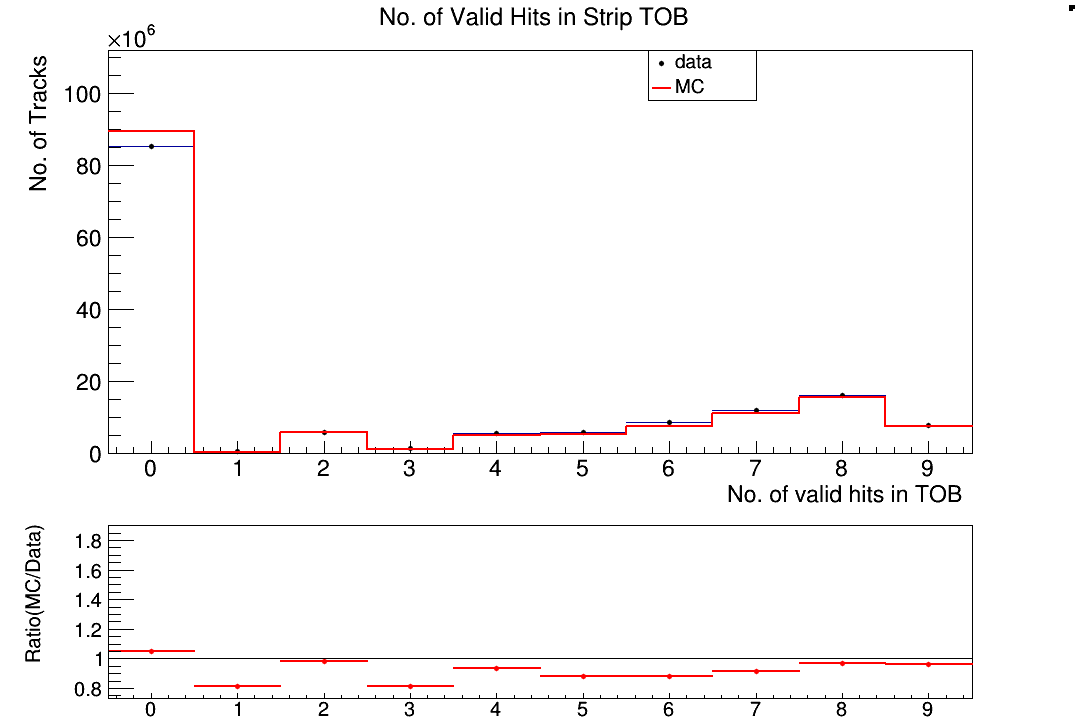 No. of Valid Hits in Strip TOB
×10⁶
No. of Tracks
data
MC
100
80
60
40
20
0
0 1 2 3 4 5 6 7 8 9
No. of valid hits in TOB
Ratio(MC/Data)
1.8
1.6
1.4
1.2
1
0.8
0 1 2 3 4 5 6 7 8 9